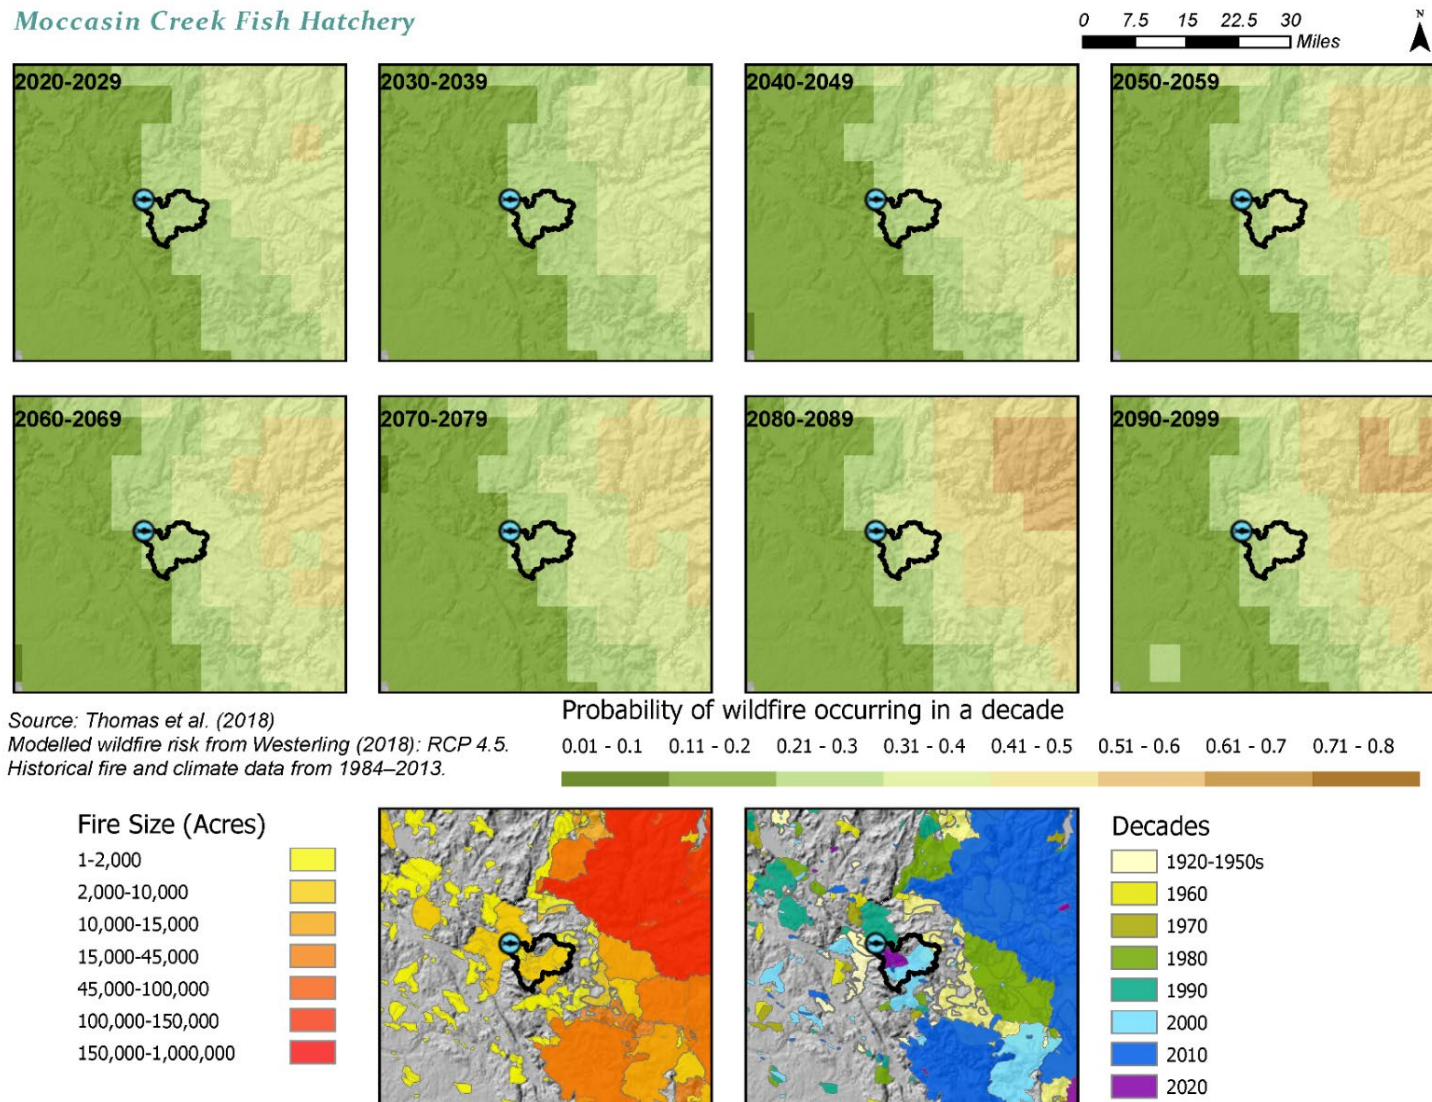 Moccasin Creek Fish Hatchery
0 7.5 15 22.5 30
Miles
N
2020-2029
2030-2039
2040-2049
2050-2059
2060-2069
2070-2079
2080-2089
2090-2099
Source: Thomas et al. (2018)
Modelled wildfire risk from Westerling (2018): RCP 4.5.
Historical fire and climate data from 1984–2013.
Probability of wildfire occurring in a decade
0.01 - 0.1 0.11 - 0.2 0.21 - 0.3 0.31 - 0.4 0.41 - 0.5 0.51 - 0.6 0.61 - 0.7 0.71 - 0.8
Fire Size (Acres)
1-2,000
2,000-10,000
10,000-15,000
15,000-45,000
45,000-100,000
100,000-150,000
150,000-1,000,000
Decades
1920-1950s
1960
1970
1980
1990
2000
2010
2020